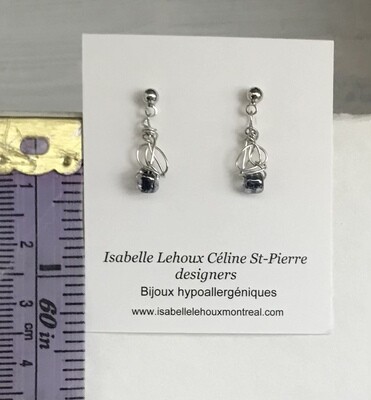 Isabelle Lehoux Céline St-Pierre
designers
Bijoux hypoallergéniques
www.isabellelehouxmontreal.com
1
2
3 cm
4
60 in